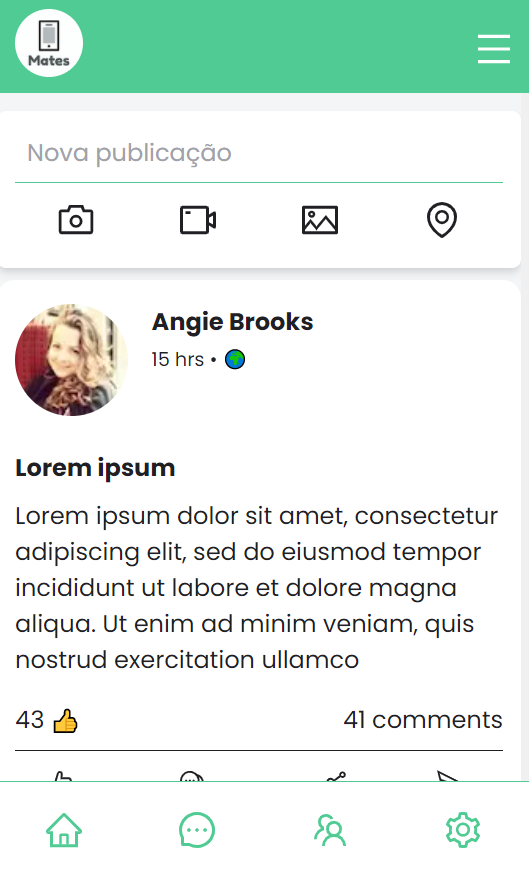 Mates
Nova publicação
Angie Brooks
15 hrs •
Lorem ipsum
Lorem ipsum dolor sit amet, consectetur
adipiscing elit, sed do eiusmod tempor
incididunt ut labore et dolore magna
aliqua. Ut enim ad minim veniam, quis
nostrud exercitation ullamco
43 👍 41 comments